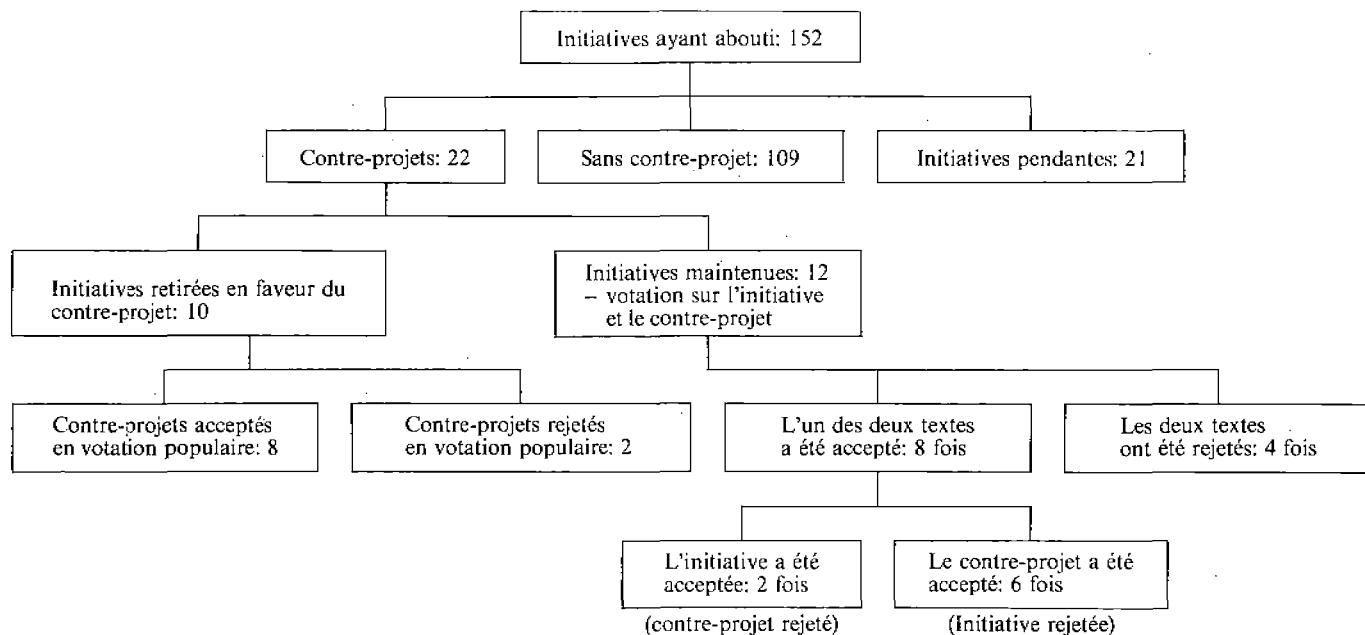 Initiatives ayant abouti: 152
Contre-projets: 22
Sans contre-projet: 109
Initiatives pendantes: 21
Initiatives retirées en faveur du
contre-projet: 10
Initiatives maintenues: 12
– votation sur l'initiative
et le contre-projet
Contre-projets acceptés
en votation populaire: 8
Contre-projets rejetés
en votation populaire: 2
L'un des deux textes
a été accepté: 8 fois
Les deux textes
ont été rejetés: 4 fois
L'initiative a été
acceptée: 2 fois
(contre-projet rejeté)
Le contre-projet a été
accepté: 6 fois
(Initiative rejetée)